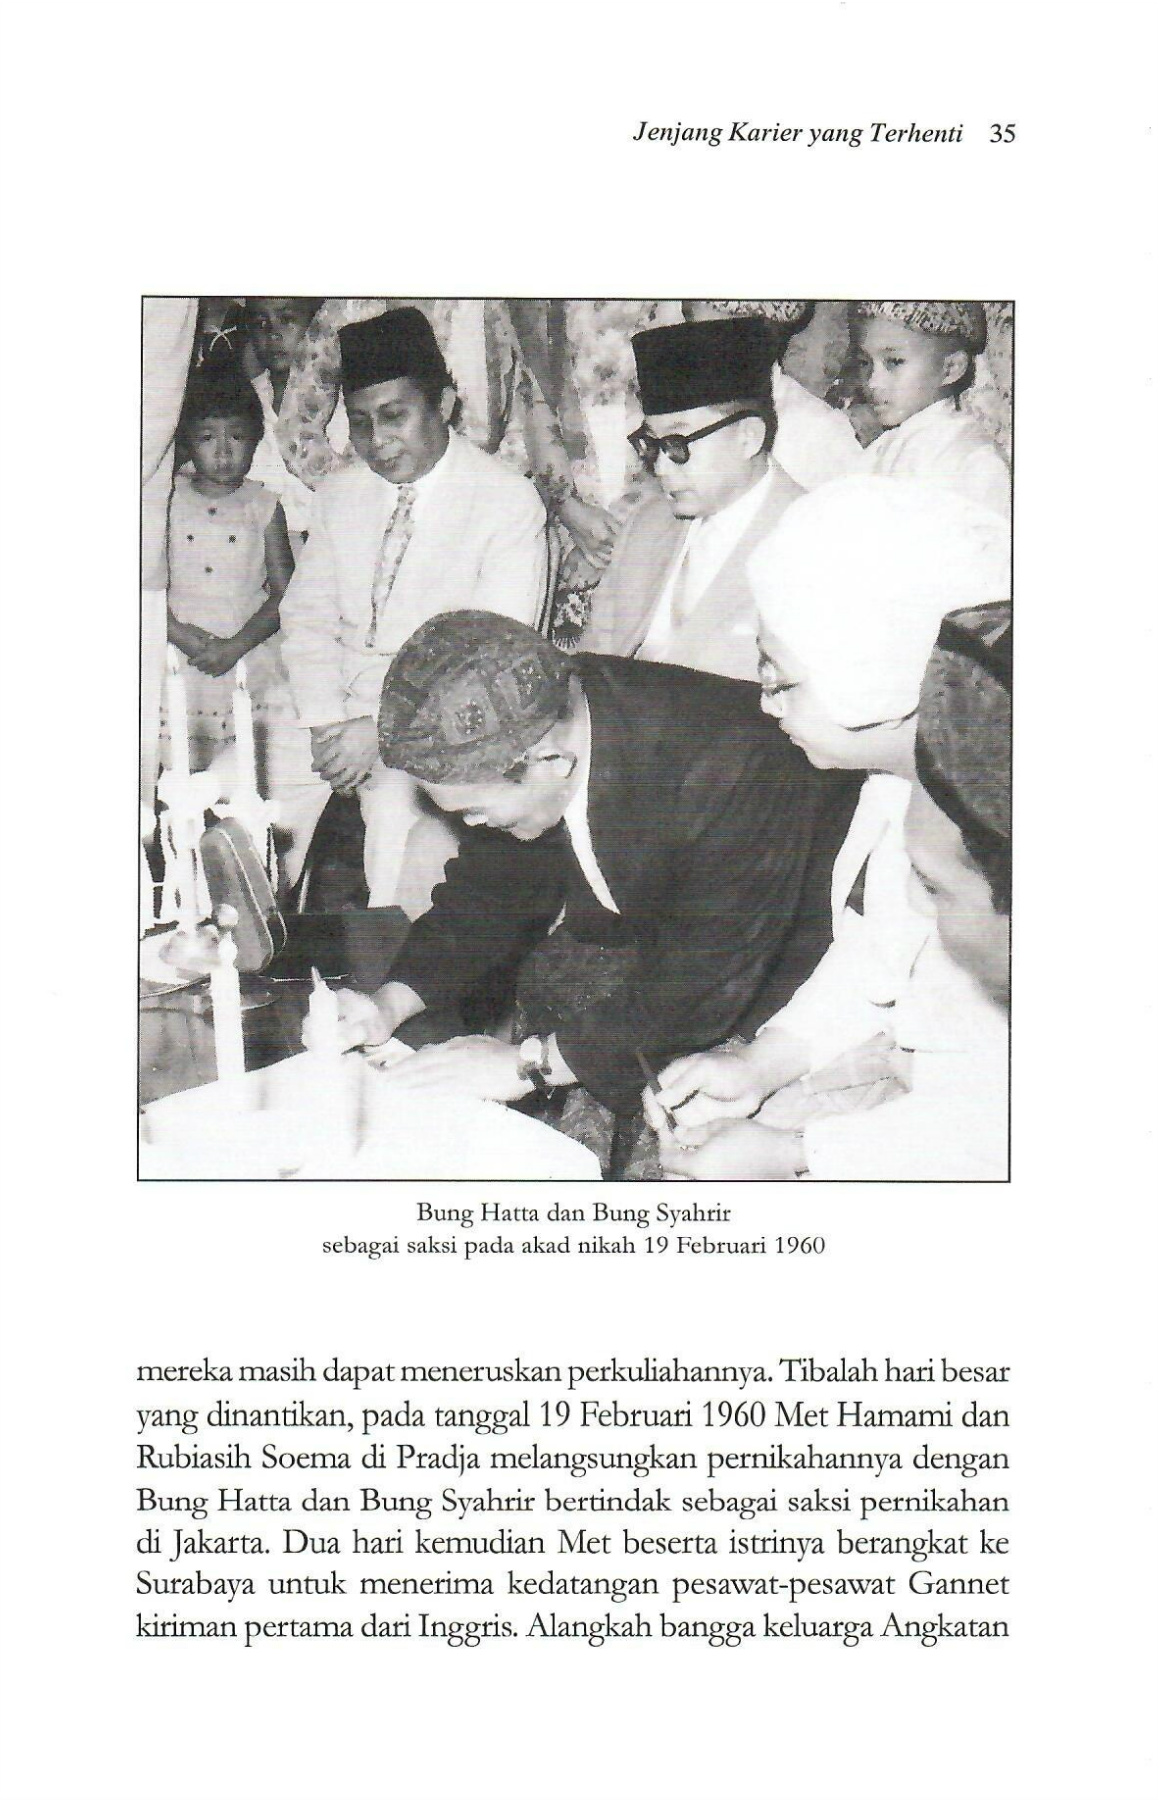 Jenjang Karier yang Terhenti 35
Bung Hatta dan Bung Syahrir
sebagai saksi pada akad nikah 19 Februari 1960
mereka masih dapat meneruskan perkuliahannya. Tibalah hari besar
yang dinantikan, pada tanggal 19 Februari 1960 Met Hamami dan
Rubiasih Soema di Pradja melangsungkan pernikahannya dengan
Bung Hatta dan Bung Syahrir bertindak sebagai saksi pernikahan
di Jakarta. Dua hari kemudian Met beserta istrinya berangkat ke
Surabaya untuk menerima kedatangan pesawat-pesawat Gannet
kiriman pertama dari Inggris. Alangkah bangga keluarga Angkatan